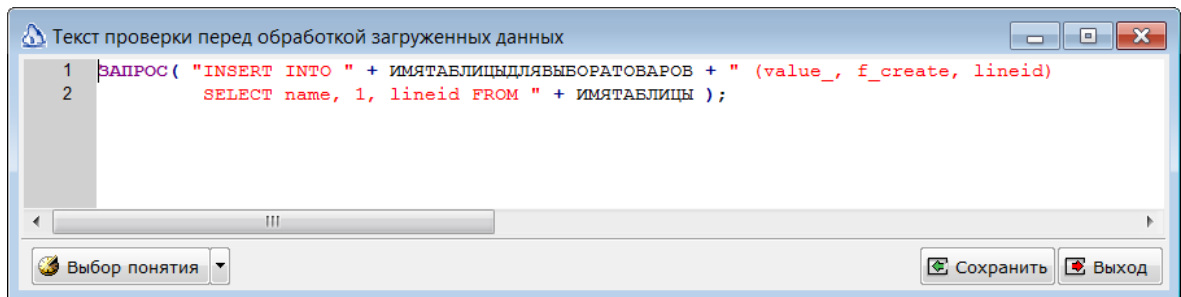 Текст проверки перед обработкой загруженных данных
1 ЗАПРОС( "INSERT INTO " + ИМЯТАБЛИЦЫДЛЯВЫБОРАТОВАРОВ + " (value_, f_create, lineid)
2 SELECT name, 1, lineid FROM " + ИМЯТАБЛИЦЫ );
Выбор понятия
Сохранить
Выход